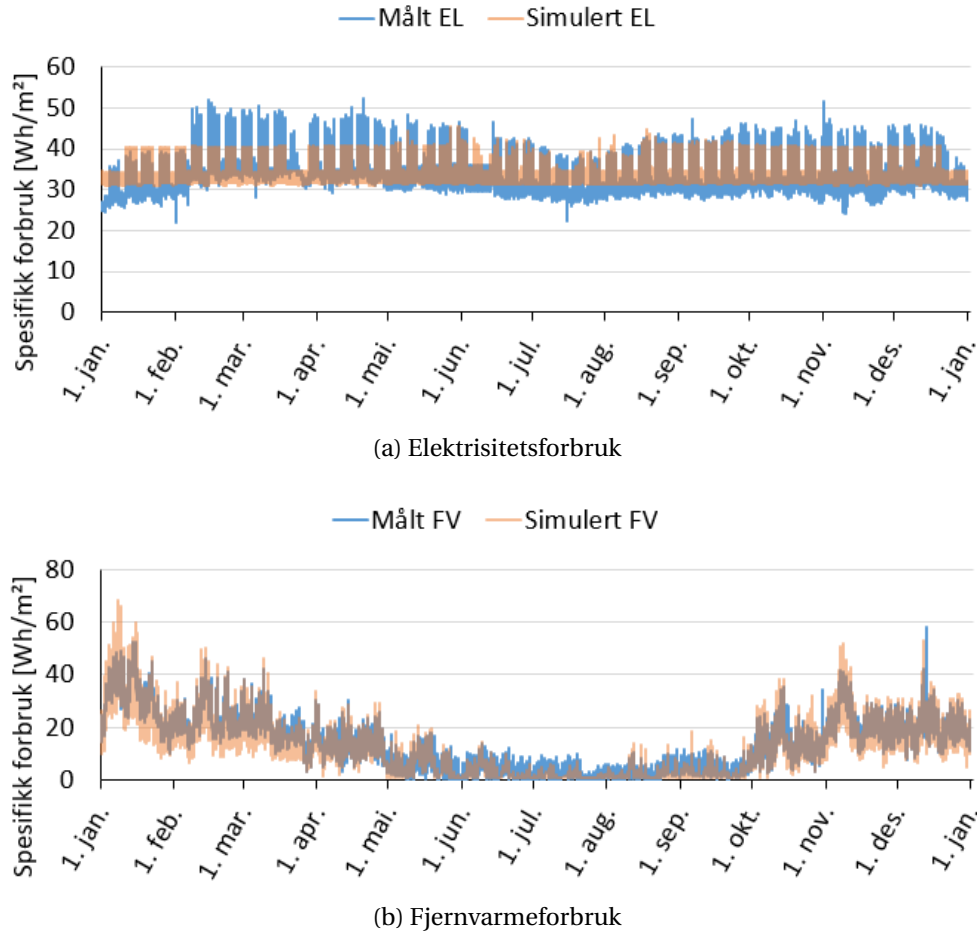 Målt EL Simulert EL
Spesifikk forbruk [Wh/m²]
60
50
40
30
20
10
0
1. jan. 1. feb. 1. mar. 1. apr. 1. mai. 1. jun. 1. jul. 1. aug. 1. sep. 1. okt. 1. nov. 1. des. 1. jan.
(a) Elektrisitetsforbruk
Målt FV Simulert FV
Spesifikk forbruk [Wh/m²]
80
60
40
20
0
1. jan. 1. feb. 1. mar. 1. apr. 1. mai. 1. jun. 1. jul. 1. aug. 1. sep. 1. okt. 1. nov. 1. des. 1. jan.
(b) Fjernvarmeforbruk